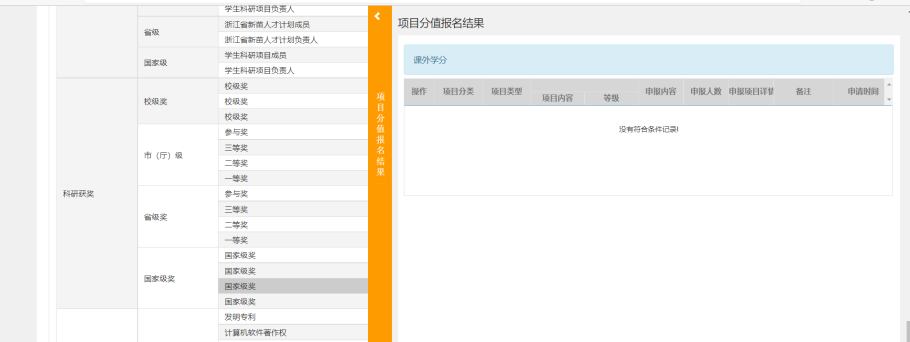 学生科研项目负责人
省级
浙江省新苗人才计划成员
浙江省新苗人才计划负责人
国家级
学生科研项目成员
学生科研项目负责人
科研获奖
校级奖
校级奖
校级奖
校级奖
市（厅）级
参与奖
三等奖
二等奖
一等奖
省级奖
参与奖
三等奖
二等奖
一等奖
国家级奖
国家级奖
国家级奖
国家级奖
国家级奖
发明专利
计算机软件著作权
项目分值报名结果
项目分值报名结果
课外学分
操作 项目分类 项目类型 项目内容 等级 申报内容 申报人数 申报项目详情 备注 申请时间
没有符合条件记录!